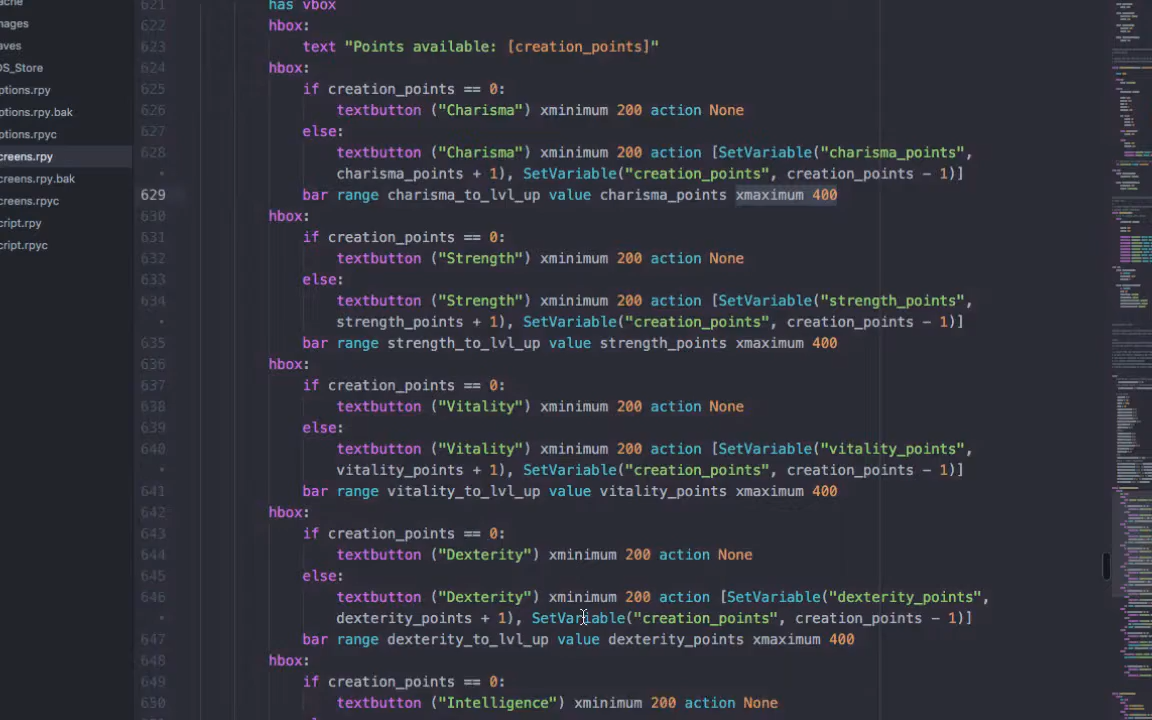 ache
mages
aves
DS_Store
ptions.rpy
ptions.rpy.bak
ptions.rpyc
creens.rpy
creens.rpy.bak
creens.rpyc
cript.rpy
cript.rpyc
621 has vbox
622 hbox:
623 text "Points available: [creation_points]"
624 hbox:
625 if creation_points == 0:
626 textbutton ("Charisma") xminimum 200 action None
627 else:
628 textbutton ("Charisma") xminimum 200 action [SetVariable("charisma_points",
• charisma_points + 1), SetVariable("creation_points", creation_points - 1)]
629 bar range charisma_to_lvl_up value charisma_points xmaximum 400
630 hbox:
631 if creation_points == 0:
632 textbutton ("Strength") xminimum 200 action None
633 else:
634 textbutton ("Strength") xminimum 200 action [SetVariable("strength_points",
• strength_points + 1), SetVariable("creation_points", creation_points - 1)]
635 bar range strength_to_lvl_up value strength_points xmaximum 400
636 hbox:
637 if creation_points == 0:
638 textbutton ("Vitality") xminimum 200 action None
639 else:
640 textbutton ("Vitality") xminimum 200 action [SetVariable("vitality_points",
• vitality_points + 1), SetVariable("creation_points", creation_points - 1)]
641 bar range vitality_to_lvl_up value vitality_points xmaximum 400
642 hbox:
643 if creation_points == 0:
644 textbutton ("Dexterity") xminimum 200 action None
645 else:
646 textbutton ("Dexterity") xminimum 200 action [SetVariable("dexterity_points",
• dexterity_points + 1), SetVariable("creation_points", creation_points - 1)]
647 bar range dexterity_to_lvl_up value dexterity_points xmaximum 400
648 hbox:
649 if creation_points == 0:
650 textbutton ("Intelligence") xminimum 200 action None